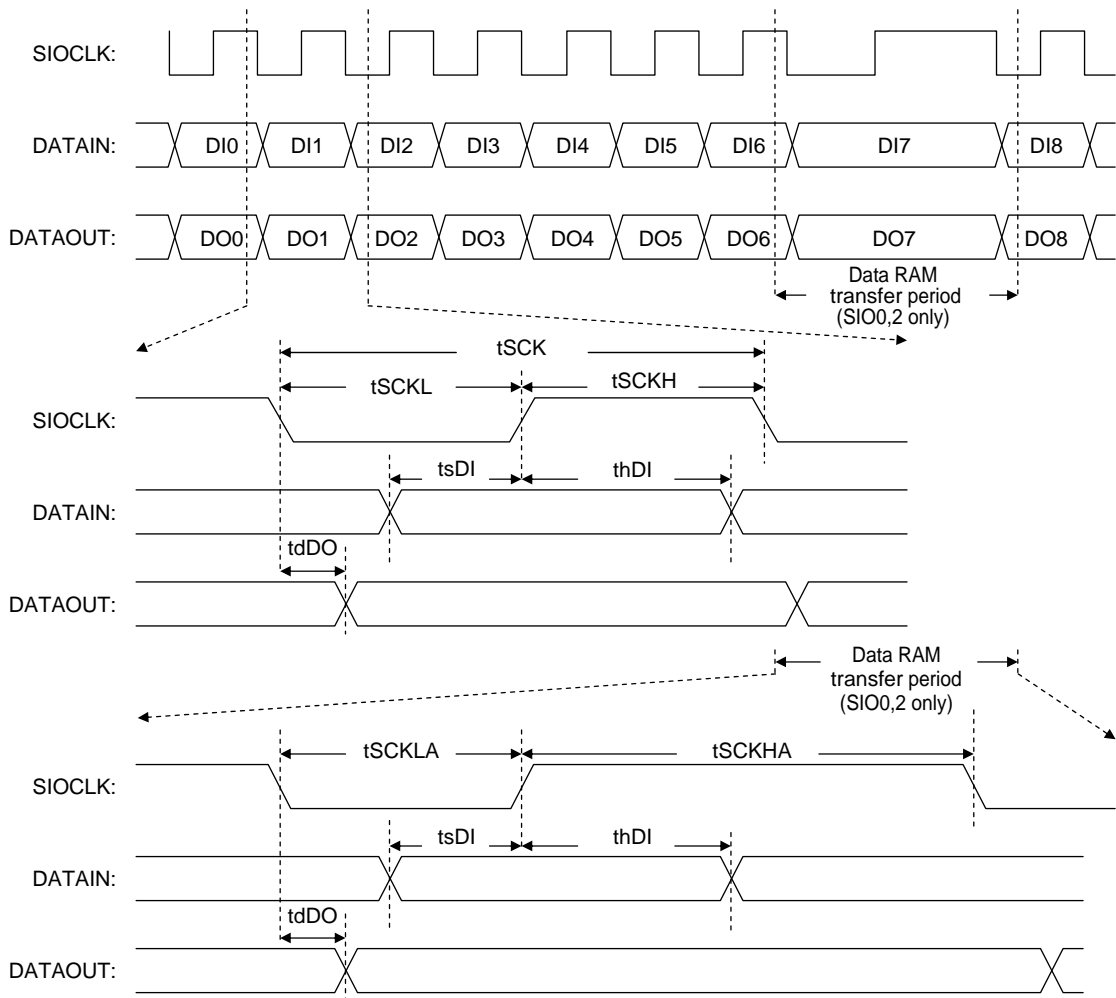 SIOCLK:
DATAIN: DI0 DI1 DI2 DI3 DI4 DI5 DI6 DI7 DI8
DATAOUT: DO0 DO1 DO2 DO3 DO4 DO5 DO6 DO7 DO8
Data RAM
transfer period
(SIO0,2 only)
tSCK
tSCKL tSCKH
SIOCLK:
tsDI thDI
DATAIN:
tdDO
DATAOUT:
Data RAM
transfer period
(SIO0,2 only)
tSCKLA tSCKHA
SIOCLK:
tsDI thDI
DATAIN:
tdDO
DATAOUT: